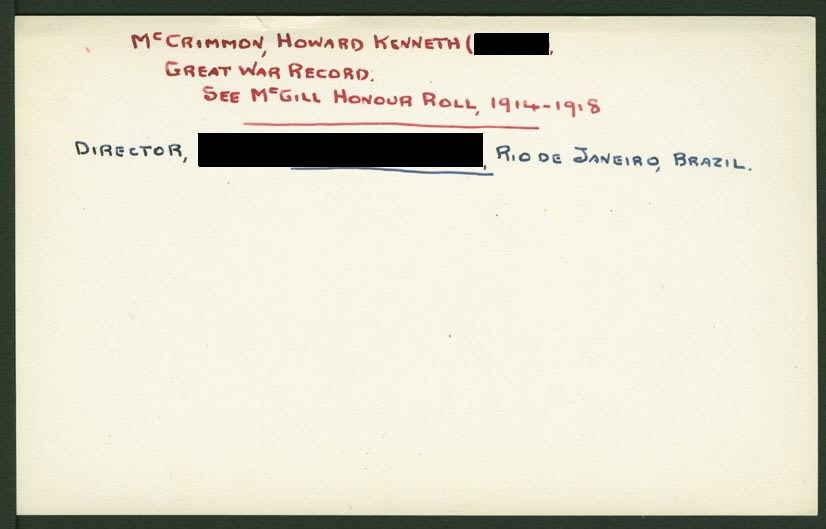 McCRIMMON, HOWARD KENNETH (
GREAT WAR RECORD.
SEE McGILL HONOUR ROLL, 1914-1918
DIRECTOR, , RIO DE JANEIRO, BRAZIL.